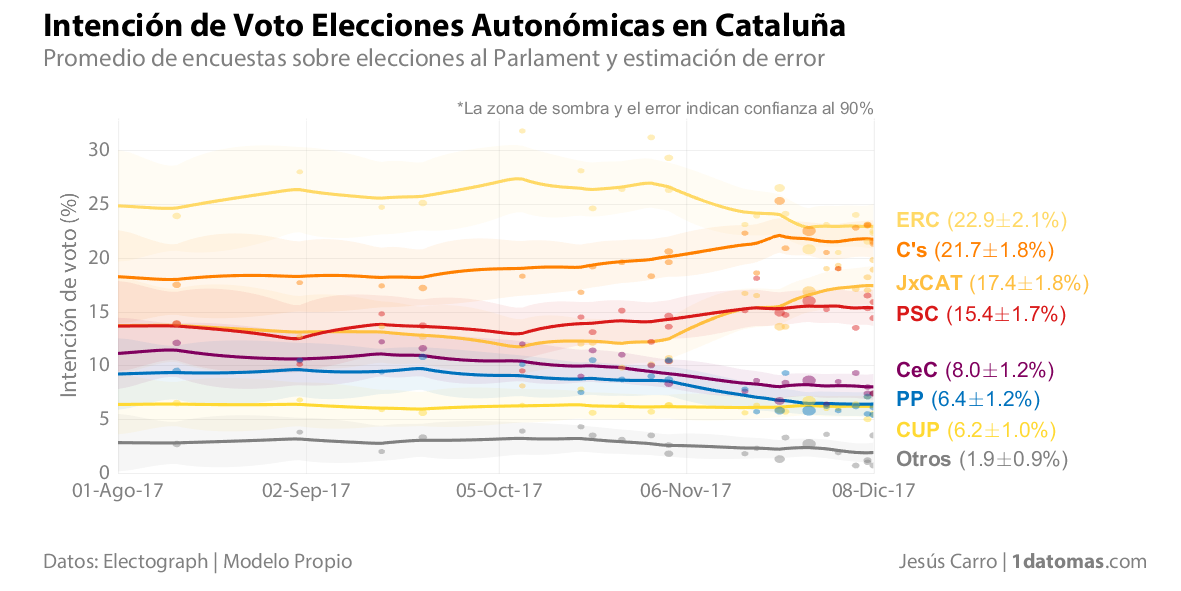 Intención de Voto Elecciones Autonómicas en Cataluña
Promedio de encuestas sobre elecciones al Parlament y estimación de error
*La zona de sombra y el error indican confianza al 90%
Intención de voto (%)
30
25
20
15
10
5
0
01-Ago-17 02-Sep-17 05-Oct-17 06-Nov-17 08-Dic-17
ERC (22.9±2.1%)
C's (21.7±1.8%)
JxCAT (17.4±1.8%)
PSC (15.4±1.7%)
CeC (8.0±1.2%)
PP (6.4±1.2%)
CUP (6.2±1.0%)
Otros (1.9±0.9%)
Datos: Electograph | Modelo Propio
Jesús Carro | 1datomas.com